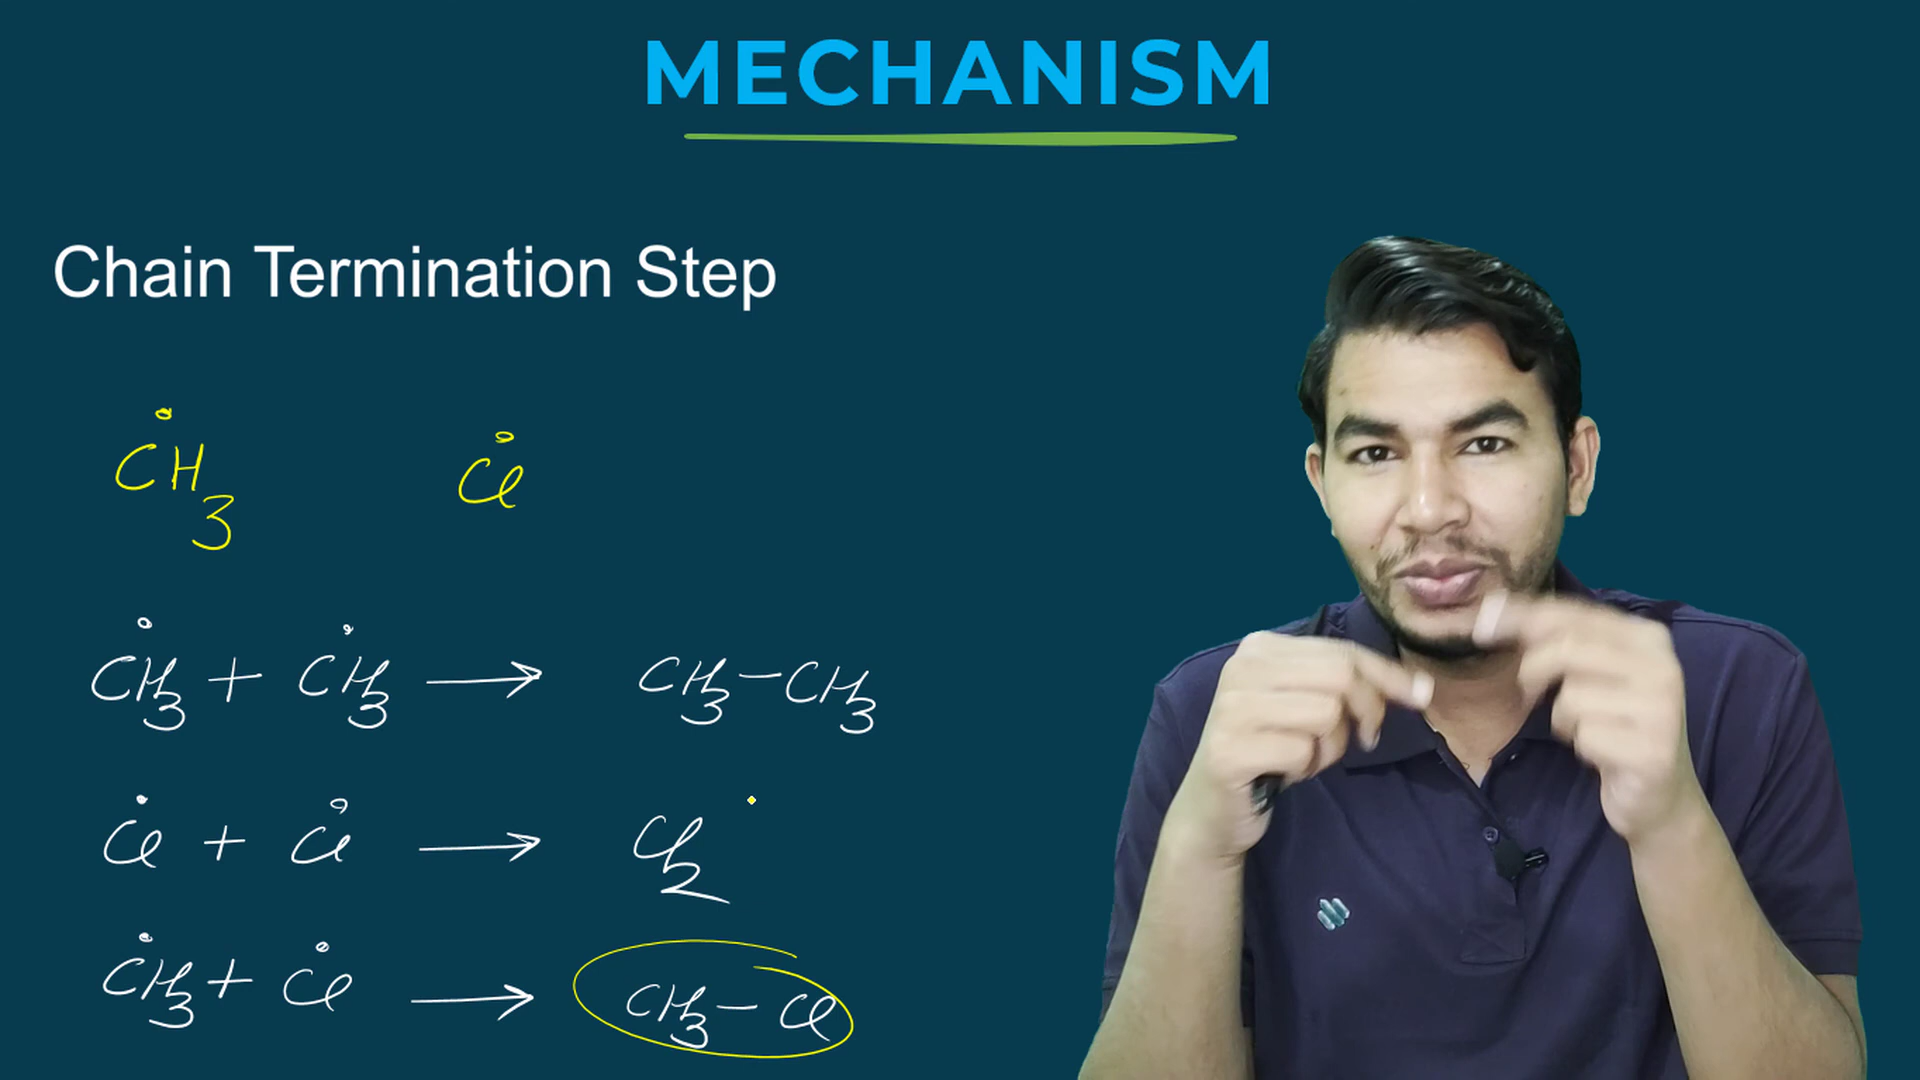 MECHANISM
Chain Termination Step
ĊH₃ Ċl
ĊH₃ + ĊH₃ → CH₃–CH₃
Ċl + Ċl → Cl₂
ĊH₃ + Ċl → CH₃–Cl